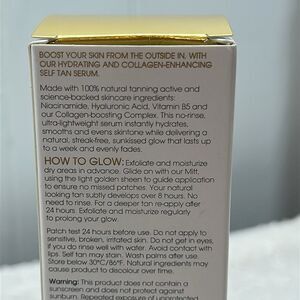 BOOST YOUR SKIN FROM THE OUTSIDE IN, WITH
OUR HYDRATING AND COLLAGEN-ENHANCING
SELF TAN SERUM.
Made with 100% natural tanning active and
science-backed skincare ingredients:
Niacinamide, Hyaluronic Acid, Vitamin B5 and
our Collagen-boosting Complex. This no-rinse,
ultra-lightweight serum instantly hydrates,
smooths and evens skintone while delivering a
natural, streak-free, sunkissed glow that lasts up
to a week and evenly fades.
HOW TO GLOW: Exfoliate and moisturize
dry areas in advance. Glide on with our Mitt,
using the light golden sheen to guide application
to ensure no missed patches. Your natural
looking tan subtly develops over 8 hours. No
need to rinse. For a deeper tan re-apply after
24 hours. Exfoliate and moisturize regularly
to prolong your glow.
Patch test 24 hours before use. Do not apply to
sensitive, broken, irritated skin. Do not get in eyes,
if you do rinse well with water. Avoid contact with
lips. Self tan may stain. Wash palms after use.
Store below 30°C/86°F. Natural ingredients may
cause product to discolour over time.
Warning: This product does not contain a
sunscreen and does not protect against
sunburn. Repeated exposure of unprotected